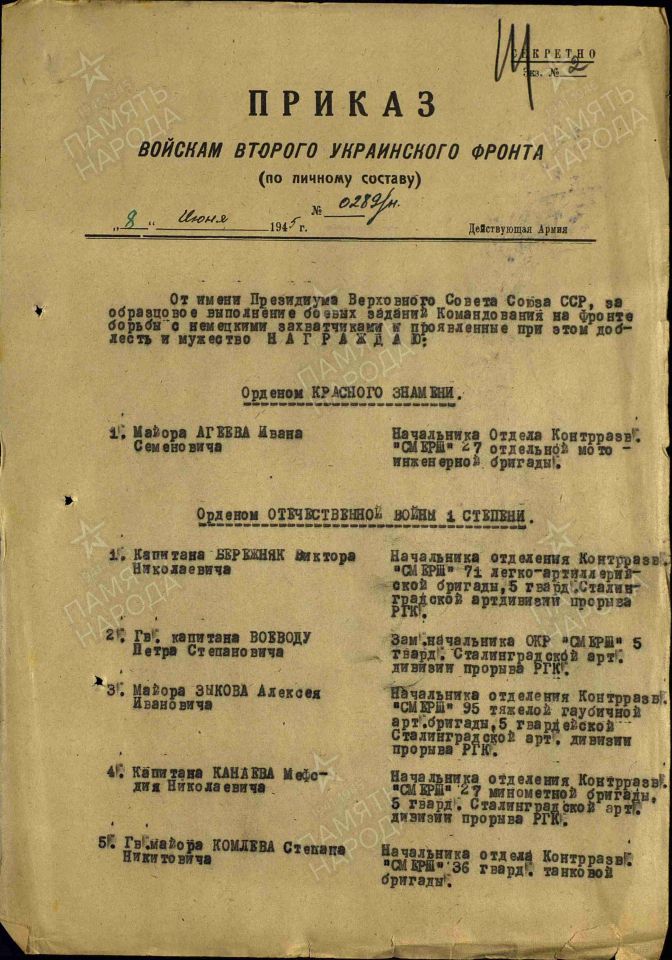 СЕКРЕТНО
Экз. № 2
ПРИКАЗ
ВОЙСКАМ ВТОРОГО УКРАИНСКОГО ФРОНТА
(по личному составу)
№ 0289/н.
„8" Июня 1945 г.
Действующая Армия
От имени Президиума Верховного Совета Союза ССР, за
образцовое выполнение боевых заданий Командования на фронте
борьбы с немецкими захватчиками и проявленные при этом доб-
лесть и мужество НАГРАЖДАЮ:
Орденом КРАСНОГО ЗНАМЕНИ.
1. Майора АГЕЕВА Ивана
Семеновича
Начальника Отдела Контрразв.
"СМЕРШ" 27 отдельной мото -
инженерной бригады.
Орденом ОТЕЧЕСТВЕННОЙ ВОЙНЫ 1 СТЕПЕНИ.
1. Капитана БЕРЕЖНЯК Виктора
Николаевича
Начальника отделения Контрразв.
"СМЕРШ" 71 легко-артиллерий-
ской бригады, 5 гвард. Сталин-
градской артдивизии прорыва
РГК.
2. Гв. капитана ВОЕВОДУ
Петра Степановича
Зам. начальника ОКР "СМЕРШ" 5
гвард. Сталинградской арт.
дивизии прорыва РГК.
3. Майора ЗЫКОВА Алексея
Ивановича
Начальника отделения Контрразв.
"СМЕРШ" 95 тяжелой гаубичной
арт. бригады, 5 гвардейской
Сталинградской арт. дивизии
прорыва РГК.
4. Капитана КАНАЕВА Мефо-
дия Николаевича
Начальника отделения Контрразв.
"СМЕРШ" 27 минометной бригады,
5 гвард. Сталинградской арт.
дивизии прорыва РГК.
5. Гв. майора КОМЛЕВА Степана
Никитовича
Начальника отдела Контрразв.
"СМЕРШ" 36 гвард. танковой
бригады.
ПАМЯТЬ
НАРОДА